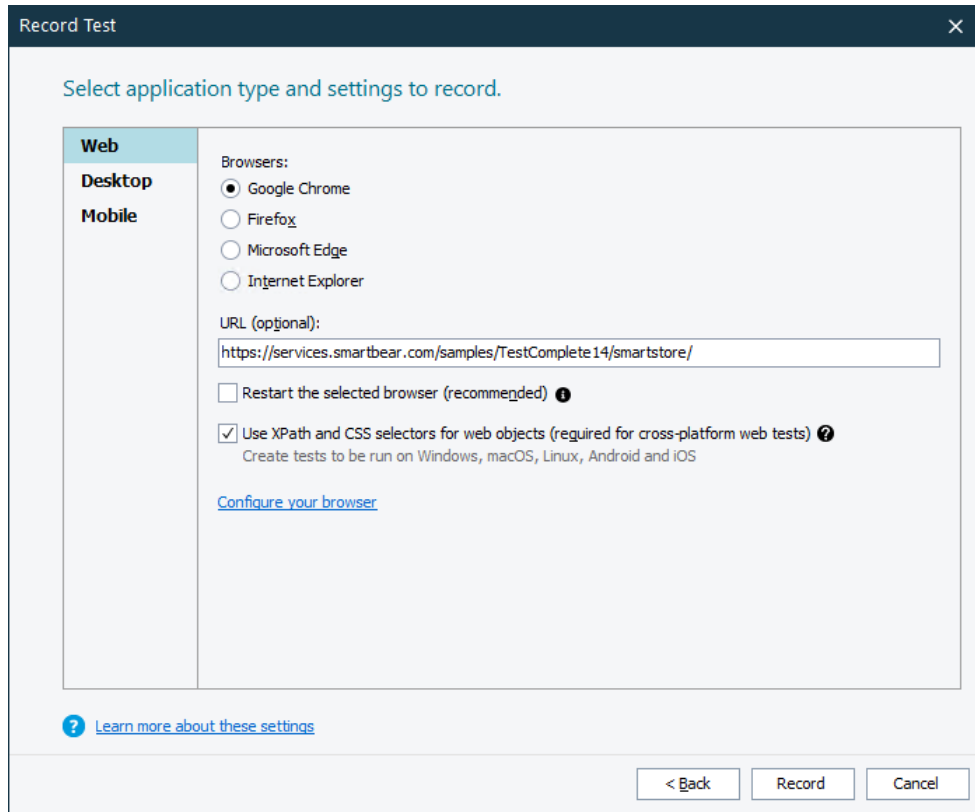 Record Test
Select application type and settings to record.
Web
Desktop
Mobile
Browsers:
Google Chrome
Firefox
Microsoft Edge
Internet Explorer
URL (optional):
https://services.smartbear.com/samples/TestComplete14/smartstore/
Restart the selected browser (recommended)
Use XPath and CSS selectors for web objects (required for cross-platform web tests)
Create tests to be run on Windows, macOS, Linux, Android and iOS
Configure your browser
Learn more about these settings
< Back
Record
Cancel